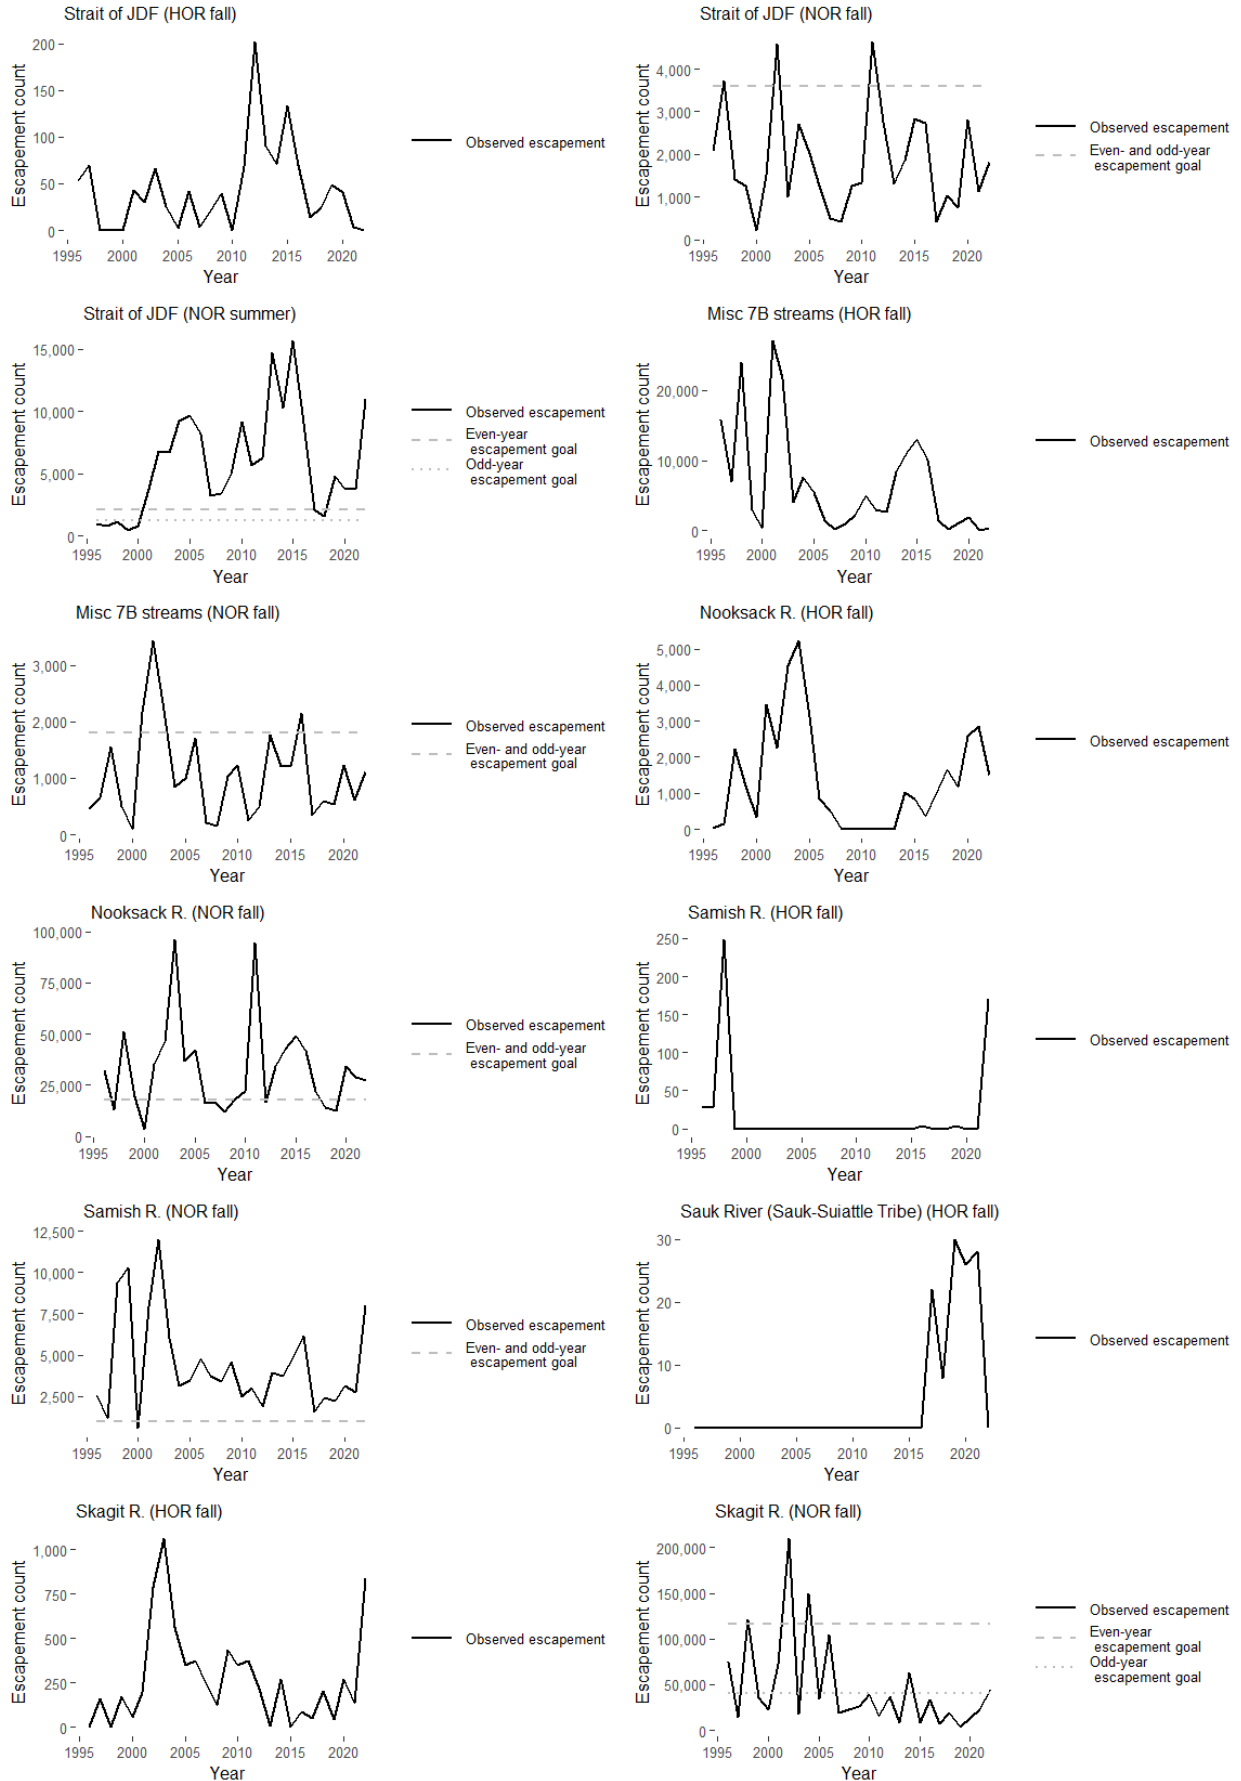 Strait of JDF (HOR fall)
Escapement count
200
150
100
50
0
1995 2000 2005 2010 2015 2020
Year
Observed escapement
Strait of JDF (NOR fall)
Escapement count
4,000
3,000
2,000
1,000
0
1995 2000 2005 2010 2015 2020
Year
Observed escapement
Even- and odd-year
escapement goal
Strait of JDF (NOR summer)
Escapement count
15,000
10,000
5,000
0
1995 2000 2005 2010 2015 2020
Year
Observed escapement
Even-year
escapement goal
Odd-year
escapement goal
Misc 7B streams (HOR fall)
Escapement count
20,000
10,000
0
1995 2000 2005 2010 2015 2020
Year
Observed escapement
Misc 7B streams (NOR fall)
Escapement count
3,000
2,000
1,000
0
1995 2000 2005 2010 2015 2020
Year
Observed escapement
Even- and odd-year
escapement goal
Nooksack R. (HOR fall)
Escapement count
5,000
4,000
3,000
2,000
1,000
0
1995 2000 2005 2010 2015 2020
Year
Observed escapement
Nooksack R. (NOR fall)
Escapement count
100,000
75,000
50,000
25,000
0
1995 2000 2005 2010 2015 2020
Year
Observed escapement
Even- and odd-year
escapement goal
Samish R. (HOR fall)
Escapement count
250
200
150
100
50
0
1995 2000 2005 2010 2015 2020
Year
Observed escapement
Samish R. (NOR fall)
Escapement count
12,500
10,000
7,500
5,000
2,500
1995 2000 2005 2010 2015 2020
Year
Observed escapement
Even- and odd-year
escapement goal
Sauk River (Sauk-Suiattle Tribe) (HOR fall)
Escapement count
30
20
10
0
1995 2000 2005 2010 2015 2020
Year
Observed escapement
Skagit R. (HOR fall)
Escapement count
1,000
750
500
250
0
1995 2000 2005 2010 2015 2020
Year
Observed escapement
Skagit R. (NOR fall)
Escapement count
200,000
150,000
100,000
50,000
0
1995 2000 2005 2010 2015 2020
Year
Observed escapement
Even-year
escapement goal
Odd-year
escapement goal